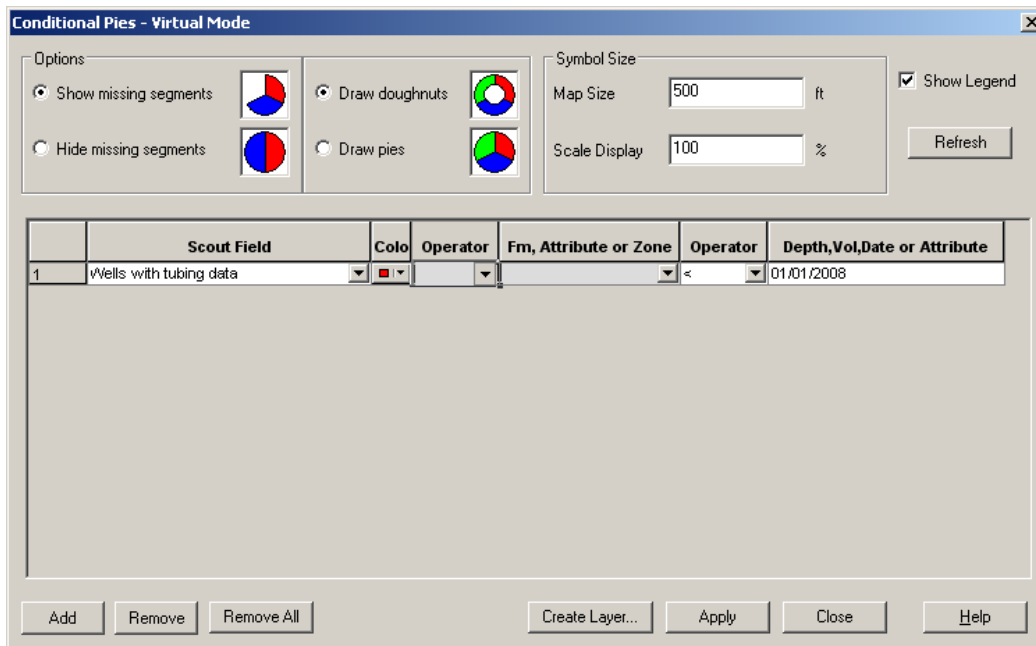 Conditional Pies - Virtual Mode
Options
Show missing segments
Hide missing segments
Draw doughnuts
Draw pies
Symbol Size
Map Size 500 ft
Scale Display 100 %
Show Legend
Refresh
Scout Field Colo Operator Fm, Attribute or Zone Operator Depth,Vol,Date or Attribute
1 Wells with tubing data < 01/01/2008
Add Remove Remove All Create Layer... Apply Close Help